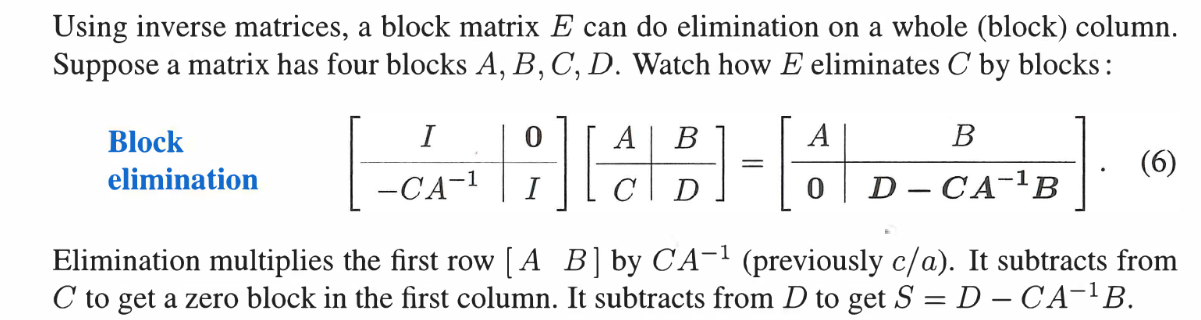 Using inverse matrices, a block matrix E can do elimination on a whole (block) column.
Suppose a matrix has four blocks A, B, C, D. Watch how E eliminates C by blocks :
Block elimination [ I | 0 ; −CA⁻¹ | I ] [ A | B ; C | D ] = [ A | B ; 0 | D − CA⁻¹B ] . (6)
Elimination multiplies the first row [ A B ] by CA⁻¹ (previously c/a). It subtracts from
C to get a zero block in the first column. It subtracts from D to get S = D − CA⁻¹B.